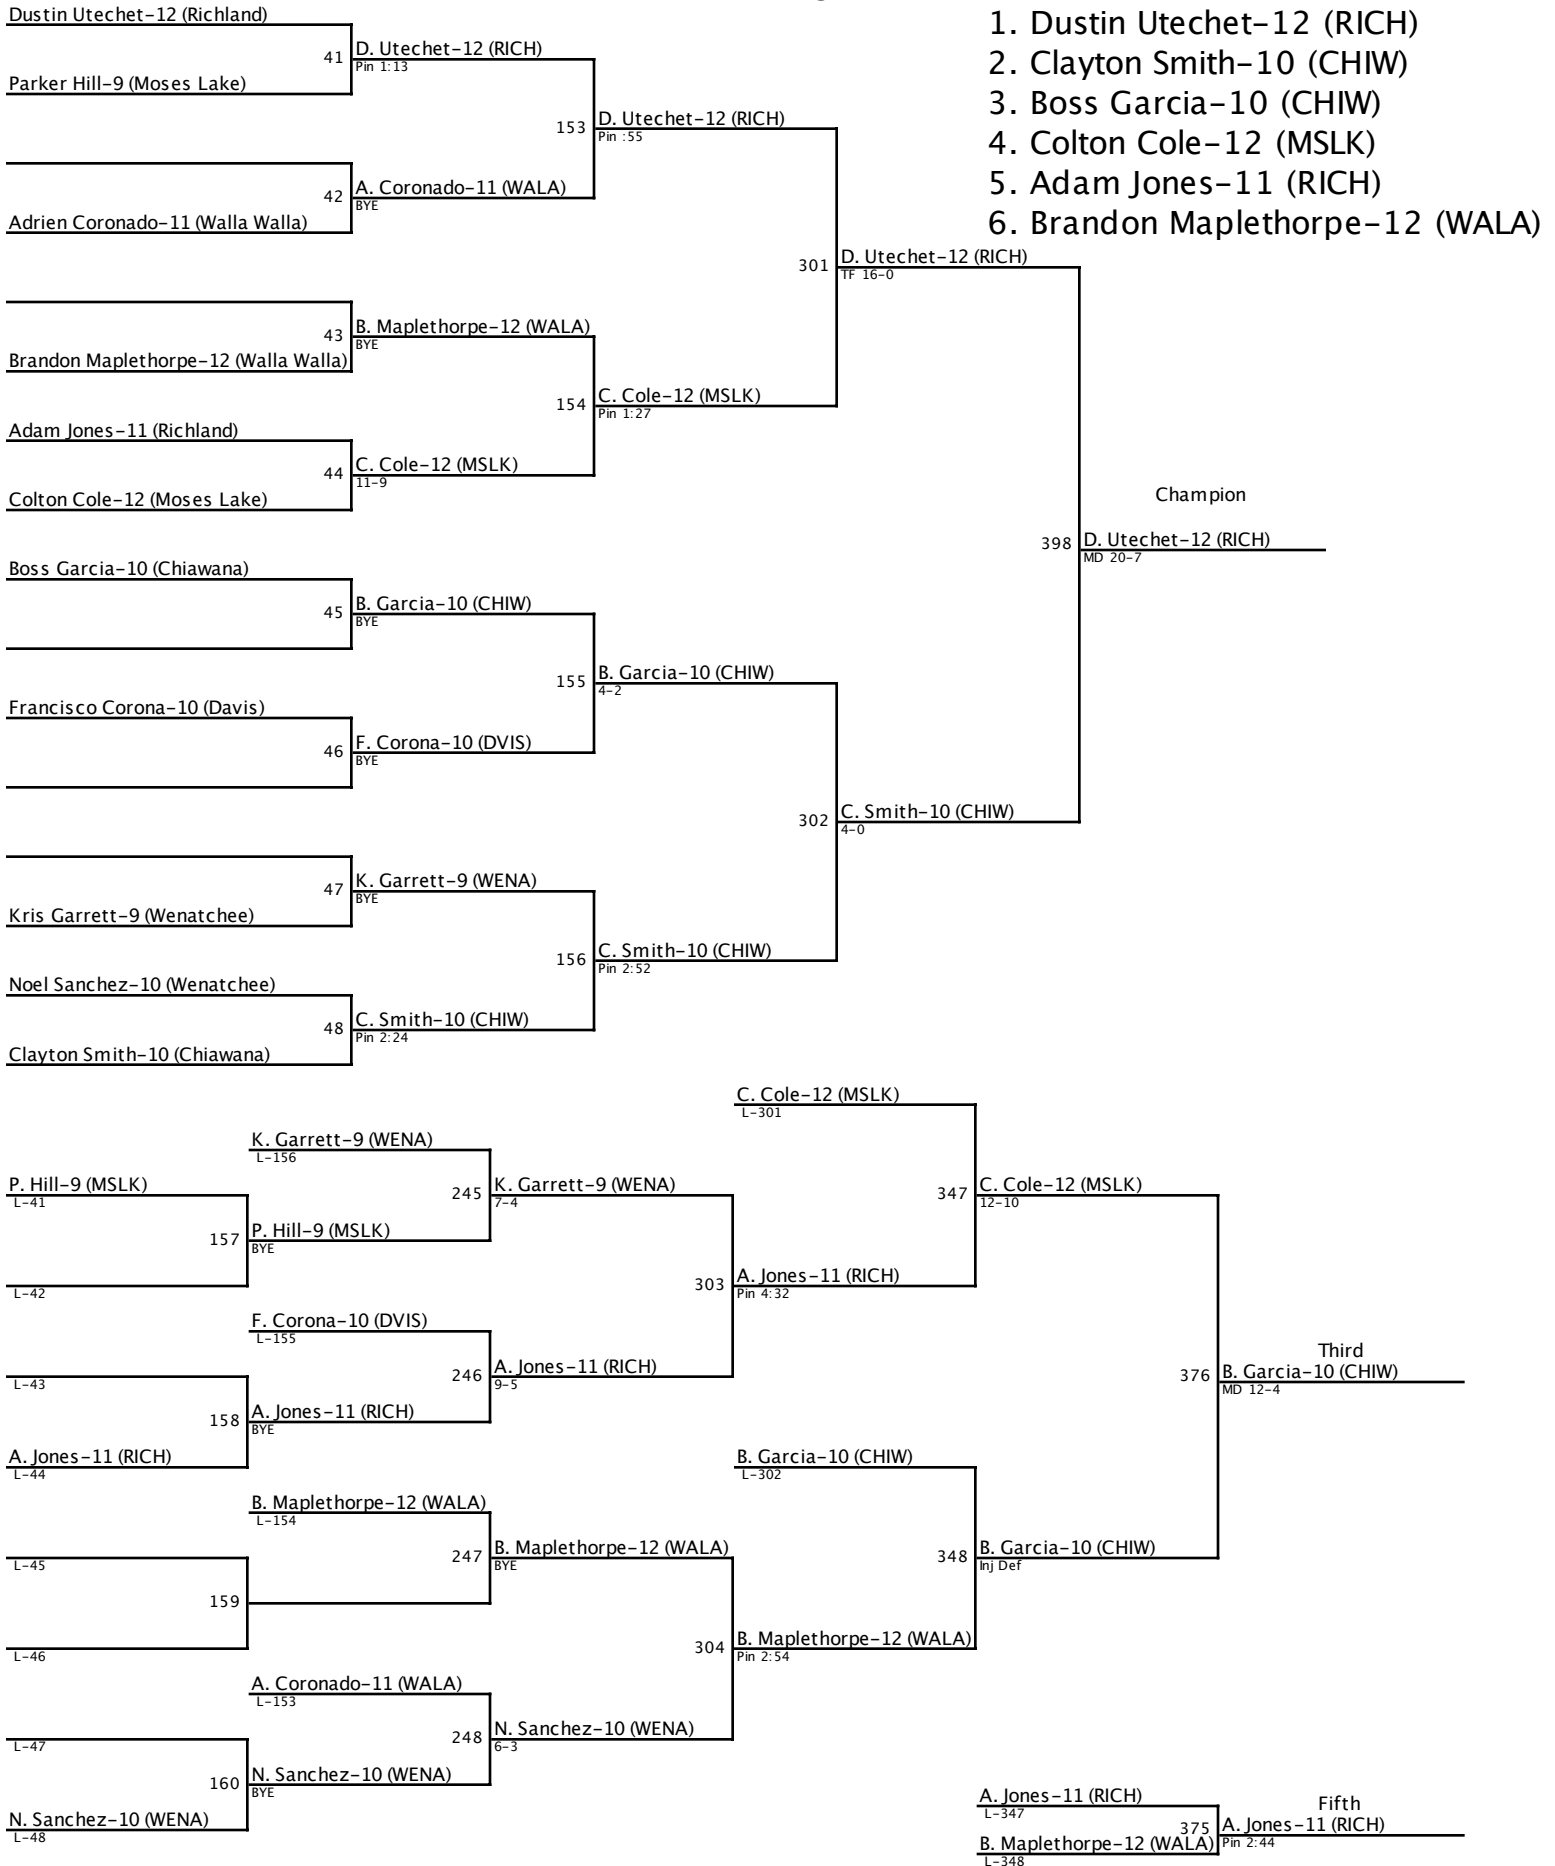 Dustin Utechet-12 (Richland)
1. Dustin Utechet-12 (RICH)
2. Clayton Smith-10 (CHIW)
3. Boss Garcia-10 (CHIW)
4. Colton Cole-12 (MSLK)
5. Adam Jones-11 (RICH)
6. Brandon Maplethorpe-12 (WALA)
41 D. Utechet-12 (RICH)
Pin 1:13
Parker Hill-9 (Moses Lake)
153 D. Utechet-12 (RICH)
Pin :55
42 A. Coronado-11 (WALA)
BYE
Adrien Coronado-11 (Walla Walla)
301 D. Utechet-12 (RICH)
TF 16-0
43 B. Maplethorpe-12 (WALA)
BYE
Brandon Maplethorpe-12 (Walla Walla)
154 C. Cole-12 (MSLK)
Pin 1:27
Adam Jones-11 (Richland)
44 C. Cole-12 (MSLK)
11-9
Colton Cole-12 (Moses Lake)
Champion
398 D. Utechet-12 (RICH)
MD 20-7
Boss Garcia-10 (Chiawana)
45 B. Garcia-10 (CHIW)
BYE
155 B. Garcia-10 (CHIW)
4-2
Francisco Corona-10 (Davis)
46 F. Corona-10 (DVIS)
BYE
302 C. Smith-10 (CHIW)
4-0
47 K. Garrett-9 (WENA)
BYE
Kris Garrett-9 (Wenatchee)
156 C. Smith-10 (CHIW)
Pin 2:52
Noel Sanchez-10 (Wenatchee)
48 C. Smith-10 (CHIW)
Pin 2:24
Clayton Smith-10 (Chiawana)
C. Cole-12 (MSLK)
L-301
K. Garrett-9 (WENA)
L-156
P. Hill-9 (MSLK)
L-41
245 K. Garrett-9 (WENA)
7-4
347 C. Cole-12 (MSLK)
12-10
157 P. Hill-9 (MSLK)
BYE
L-42
303 A. Jones-11 (RICH)
Pin 4:32
F. Corona-10 (DVIS)
L-155
L-43
246 A. Jones-11 (RICH)
9-5
Third
376 B. Garcia-10 (CHIW)
MD 12-4
158 A. Jones-11 (RICH)
BYE
A. Jones-11 (RICH)
L-44
B. Garcia-10 (CHIW)
L-302
B. Maplethorpe-12 (WALA)
L-154
L-45
247 B. Maplethorpe-12 (WALA)
BYE
348 B. Garcia-10 (CHIW)
Inj Def
159
L-46
304 B. Maplethorpe-12 (WALA)
Pin 2:54
A. Coronado-11 (WALA)
L-153
L-47
248 N. Sanchez-10 (WENA)
6-3
160 N. Sanchez-10 (WENA)
BYE
N. Sanchez-10 (WENA)
L-48
A. Jones-11 (RICH)
L-347
Fifth
375 A. Jones-11 (RICH)
Pin 2:44
B. Maplethorpe-12 (WALA)
L-348